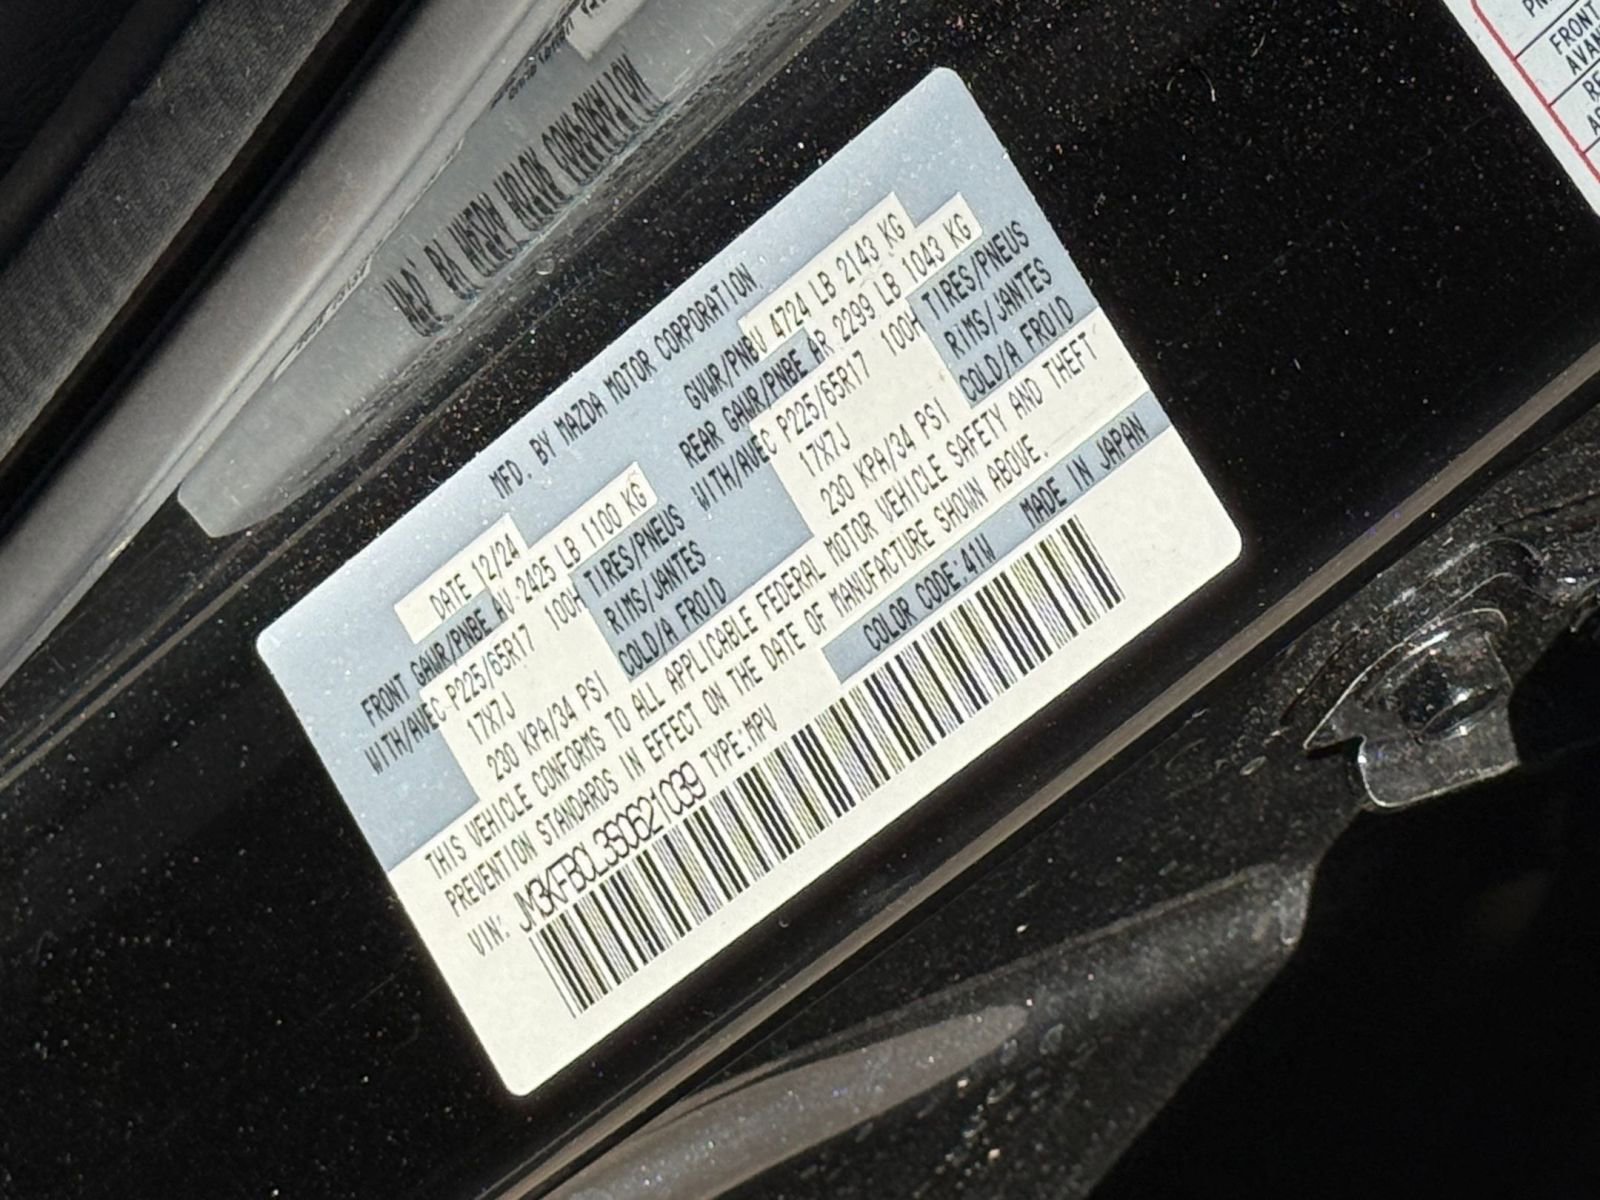 MFD. BY MAZDA MOTOR CORPORATION
DATE 12/24 GVWR/PNBV 4724 LB 2143 KG
FRONT GAWR/PNBE AV 2425 LB 1100 KG REAR GAWR/PNBE AR 2299 LB 1043 KG
WITH/AVEC P225/65R17 100H TIRES/PNEUS WITH/AVEC P225/65R17 100H TIRES/PNEUS
17X7J RIMS/JANTES 17X7J RIMS/JANTES
230 KPA/34 PSI COLD/A FROID 230 KPA/34 PSI COLD/A FROID
THIS VEHICLE CONFORMS TO ALL APPLICABLE FEDERAL MOTOR VEHICLE SAFETY AND THEFT
PREVENTION STANDARDS IN EFFECT ON THE DATE OF MANUFACTURE SHOWN ABOVE.
VIN: JM3KFBCL3S0621039 TYPE:MPV COLOR CODE:41W MADE IN JAPAN
FRONT